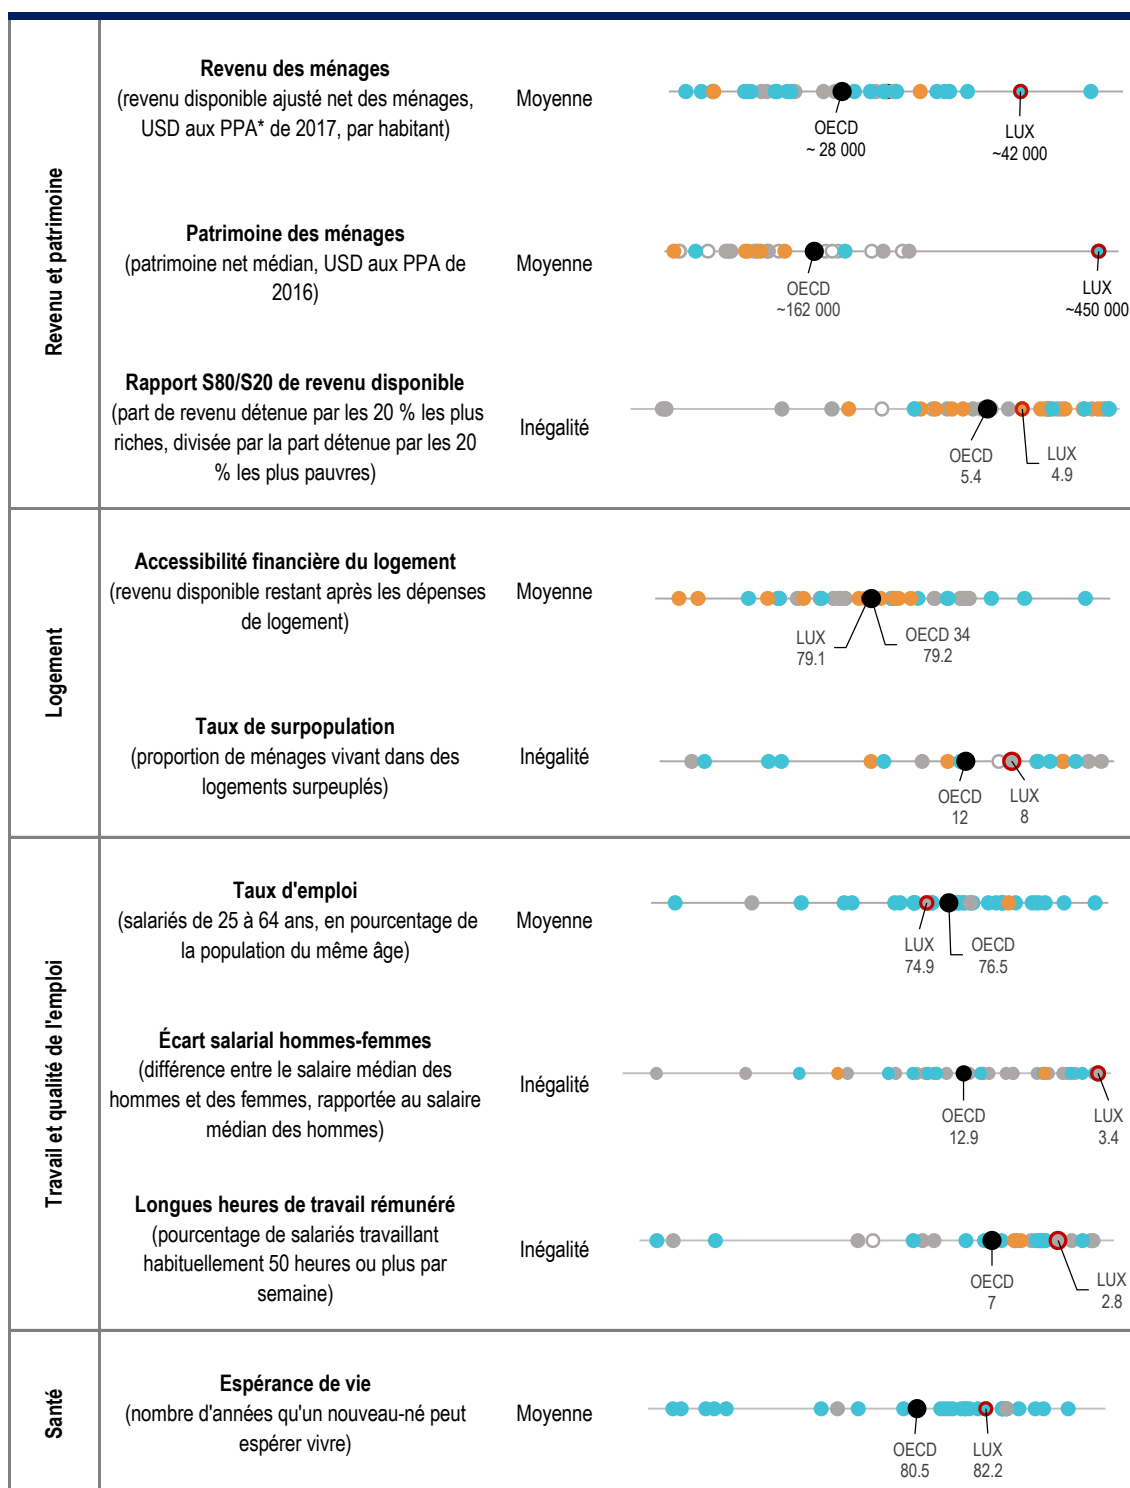 Revenu et patrimoine
Revenu des ménages
(revenu disponible ajusté net des ménages,
USD aux PPA* de 2017, par habitant)
Moyenne
OECD
~ 28 000
LUX
~42 000
Patrimoine des ménages
(patrimoine net médian, USD aux PPA de
2016)
Moyenne
OECD
~162 000
LUX
~450 000
Rapport S80/S20 de revenu disponible
(part de revenu détenue par les 20 % les plus
riches, divisée par la part détenue par les 20
% les plus pauvres)
Inégalité
OECD
5.4
LUX
4.9
Logement
Accessibilité financière du logement
(revenu disponible restant après les dépenses
de logement)
Moyenne
LUX
79.1
OECD 34
79.2
Taux de surpopulation
(proportion de ménages vivant dans des
logements surpeuplés)
Inégalité
OECD
12
LUX
8
Travail et qualité de l'emploi
Taux d'emploi
(salariés de 25 à 64 ans, en pourcentage de
la population du même âge)
Moyenne
LUX
74.9
OECD
76.5
Écart salarial hommes-femmes
(différence entre le salaire médian des
hommes et des femmes, rapportée au salaire
médian des hommes)
Inégalité
OECD
12.9
LUX
3.4
Longues heures de travail rémunéré
(pourcentage de salariés travaillant
habituellement 50 heures ou plus par
semaine)
Inégalité
OECD
7
LUX
2.8
Santé
Espérance de vie
(nombre d'années qu'un nouveau-né peut
espérer vivre)
Moyenne
OECD
80.5
LUX
82.2